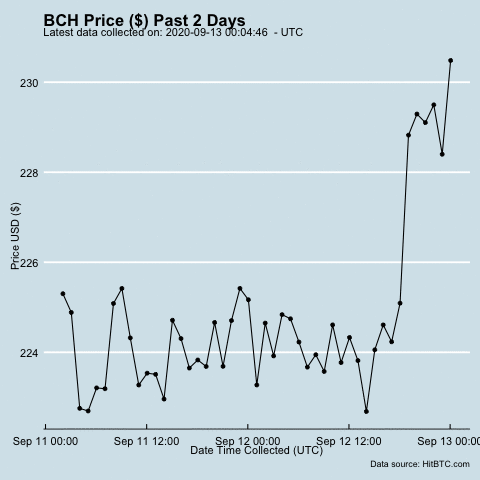 BCH Price ($) Past 2 Days
Latest data collected on: 2020-09-13 00:04:46 - UTC
230
228
226
224
Price USD ($)
Sep 11 00:00 Sep 11 12:00 Sep 12 00:00 Sep 12 12:00 Sep 13 00:00
Date Time Collected (UTC)
Data source: HitBTC.com